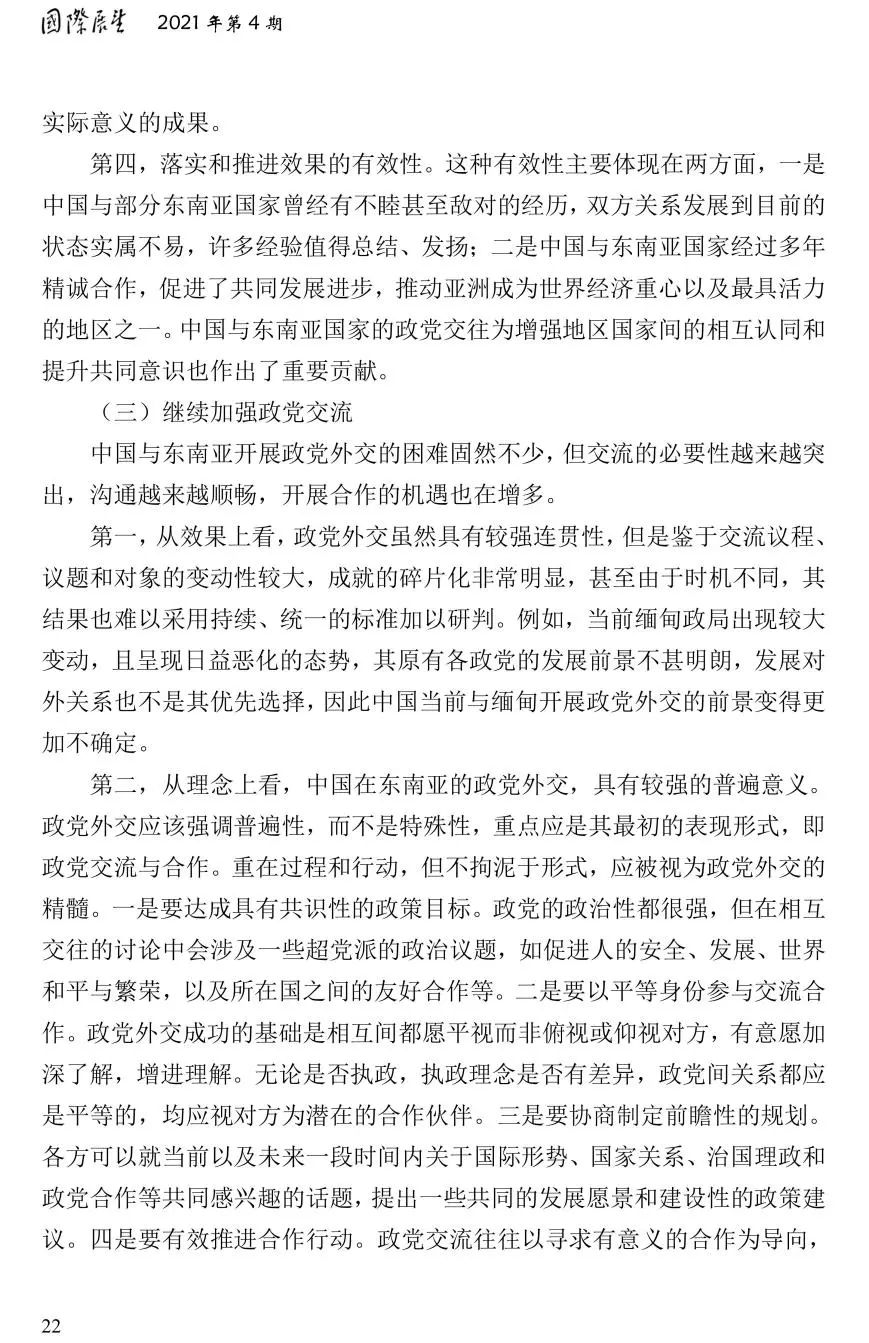 國際展望 2021 年第 4 期
实际意义的成果。
第四，落实和推进效果的有效性。这种有效性主要体现在两方面，一是
中国与部分东南亚国家曾经有不睦甚至敌对的经历，双方关系发展到目前的
状态实属不易，许多经验值得总结、发扬；二是中国与东南亚国家经过多年
精诚合作，促进了共同发展进步，推动亚洲成为世界经济重心以及最具活力
的地区之一。中国与东南亚国家的政党交往为增强地区国家间的相互认同和
提升共同意识也作出了重要贡献。
（三）继续加强政党交流
中国与东南亚开展政党外交的困难固然不少，但交流的必要性越来越突
出，沟通越来越顺畅，开展合作的机遇也在增多。
第一，从效果上看，政党外交虽然具有较强连贯性，但是鉴于交流议程、
议题和对象的变动性较大，成就的碎片化非常明显，甚至由于时机不同，其
结果也难以采用持续、统一的标准加以研判。例如，当前缅甸政局出现较大
变动，且呈现日益恶化的态势，其原有各政党的发展前景不甚明朗，发展对
外关系也不是其优先选择，因此中国当前与缅甸开展政党外交的前景变得更
加不确定。
第二，从理念上看，中国在东南亚的政党外交，具有较强的普遍意义。
政党外交应该强调普遍性，而不是特殊性，重点应是其最初的表现形式，即
政党交流与合作。重在过程和行动，但不拘泥于形式，应被视为政党外交的
精髓。一是要达成具有共识性的政策目标。政党的政治性都很强，但在相互
交往的讨论中会涉及一些超党派的政治议题，如促进人的安全、发展、世界
和平与繁荣，以及所在国之间的友好合作等。二是要以平等身份参与交流合
作。政党外交成功的基础是相互间都愿平视而非俯视或仰视对方，有意愿加
深了解，增进理解。无论是否执政，执政理念是否有差异，政党间关系都应
是平等的，均应视对方为潜在的合作伙伴。三是要协商制定前瞻性的规划。
各方可以就当前以及未来一段时间内关于国际形势、国家关系、治国理政和
政党合作等共同感兴趣的话题，提出一些共同的发展愿景和建设性的政策建
议。四是要有效推进合作行动。政党交流往往以寻求有意义的合作为导向，
22